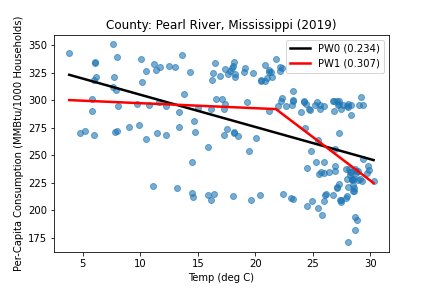 County: Pearl River, Mississippi (2019)
Per-Capita Consumption (MMBtu/1000 Households)
350
325
300
275
250
225
200
175
PW0 (0.234)
PW1 (0.307)
5 10 15 20 25 30
Temp (deg C)